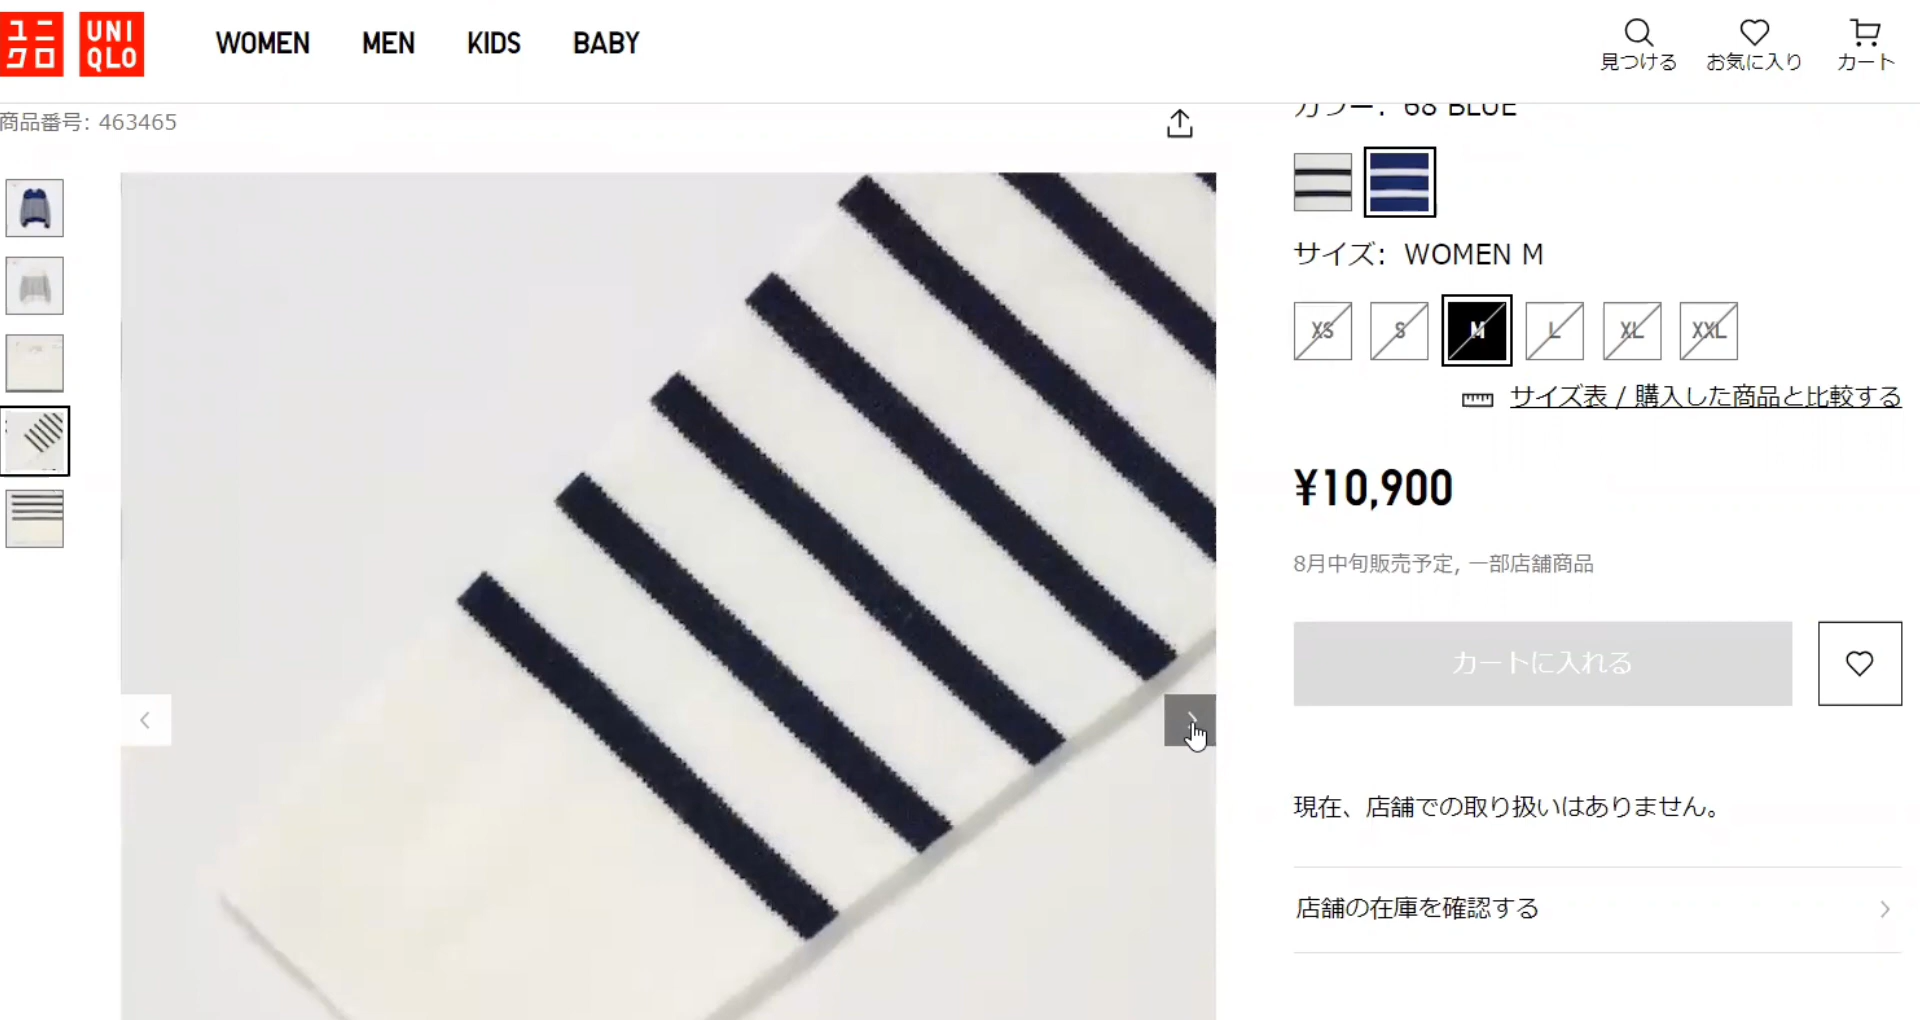 ユニ
クロ
UNI
QLO
WOMEN MEN KIDS BABY
見つける お気に入り カート
商品番号: 463465
カラー: 68 BLUE
サイズ: WOMEN M
XS S M L XL XXL
サイズ表 / 購入した商品と比較する
¥10,900
8月中旬販売予定, 一部店舗商品
カートに入れる
現在、店舗での取り扱いはありません。
店舗の在庫を確認する